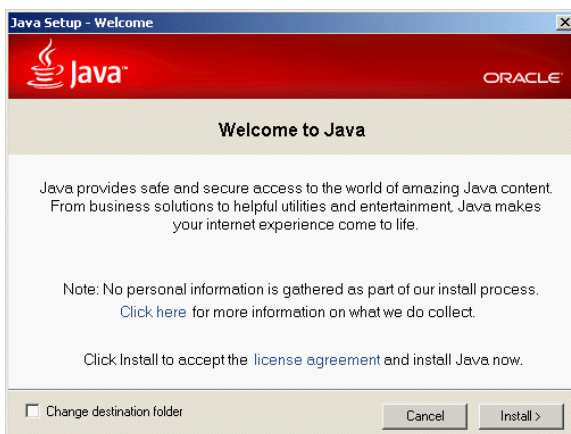 Java Setup - Welcome
Java™
ORACLE
Welcome to Java
Java provides safe and secure access to the world of amazing Java content.
From business solutions to helpful utilities and entertainment, Java makes
your internet experience come to life.
Note: No personal information is gathered as part of our install process.
Click here for more information on what we do collect.
Click Install to accept the license agreement and install Java now.
Change destination folder
Cancel
Install >